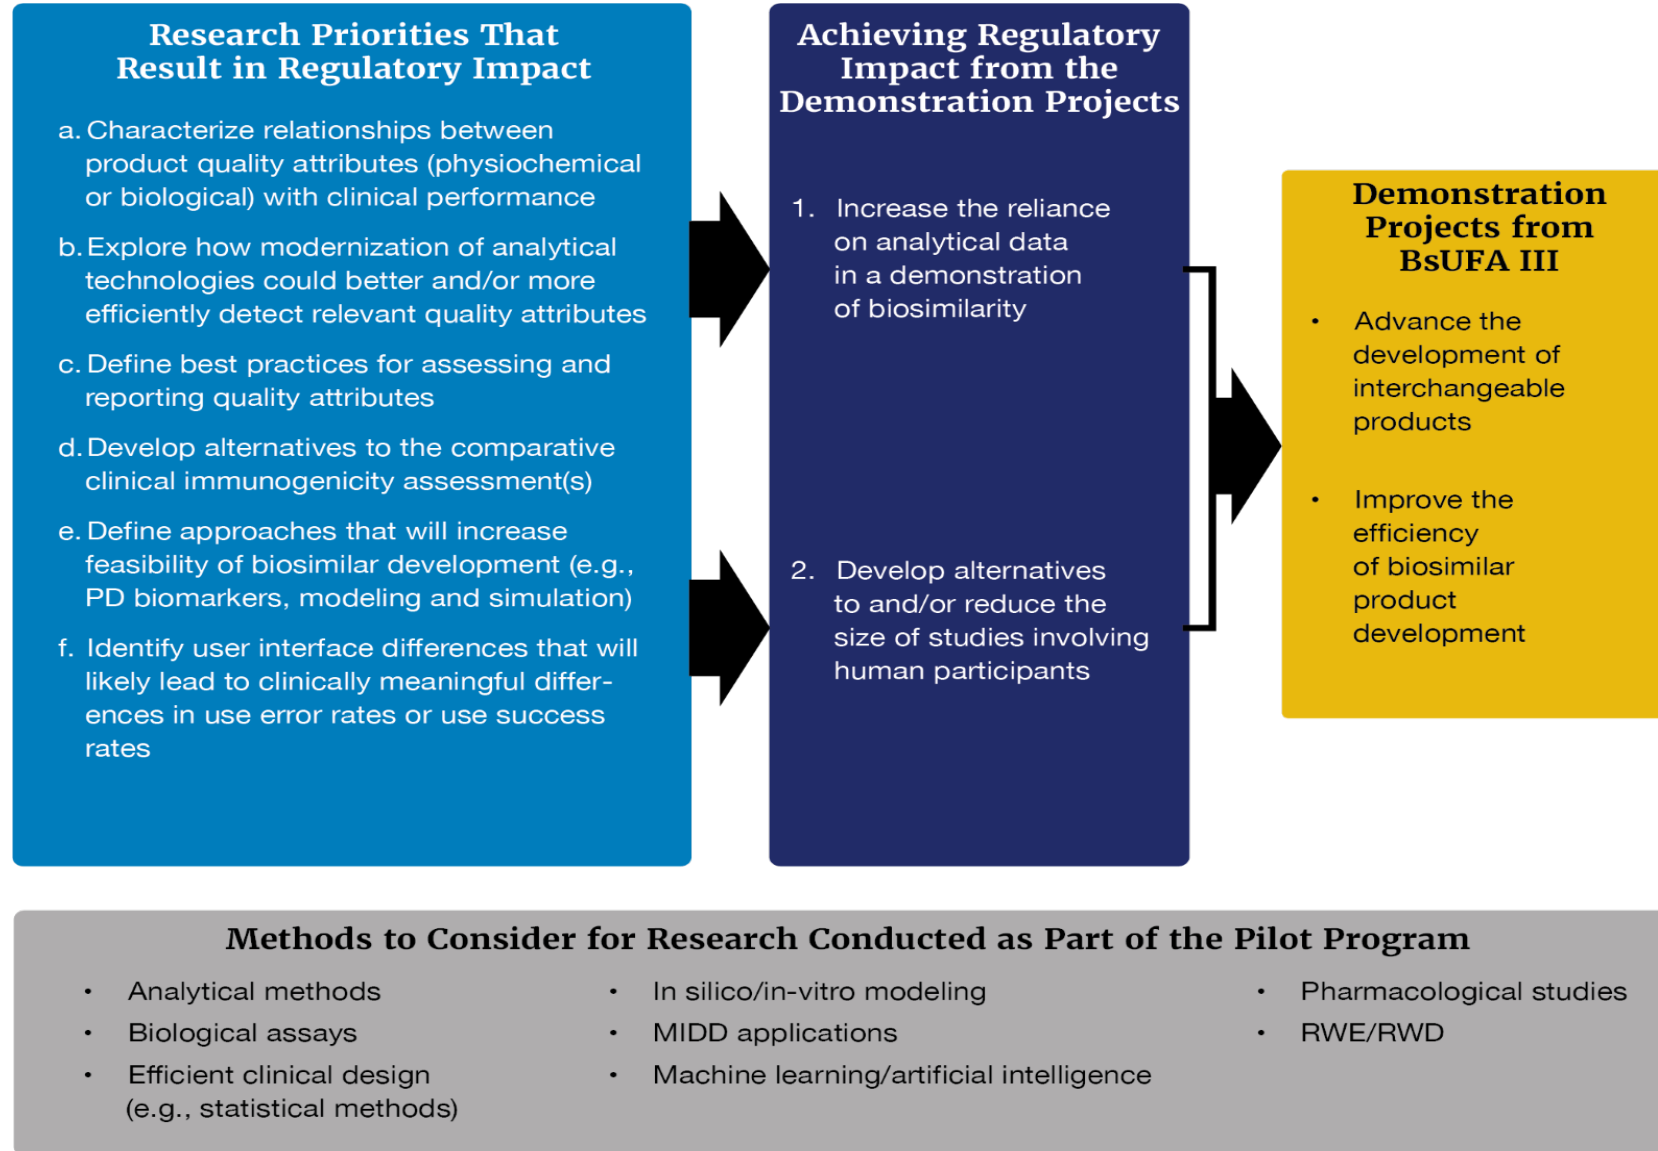 Research Priorities That
Result in Regulatory Impact
a. Characterize relationships between
product quality attributes (physiochemical
or biological) with clinical performance
b. Explore how modernization of analytical
technologies could better and/or more
efficiently detect relevant quality attributes
c. Define best practices for assessing and
reporting quality attributes
d. Develop alternatives to the comparative
clinical immunogenicity assessment(s)
e. Define approaches that will increase
feasibility of biosimilar development (e.g.,
PD biomarkers, modeling and simulation)
f. Identify user interface differences that will
likely lead to clinically meaningful differ-
ences in use error rates or use success
rates
Achieving Regulatory
Impact from the
Demonstration Projects
1. Increase the reliance
on analytical data
in a demonstration
of biosimilarity
2. Develop alternatives
to and/or reduce the
size of studies involving
human participants
Demonstration
Projects from
BsUFA III
• Advance the
development of
interchangeable
products
• Improve the
efficiency
of biosimilar
product
development
Methods to Consider for Research Conducted as Part of the Pilot Program
• Analytical methods
• Biological assays
• Efficient clinical design
(e.g., statistical methods)
• In silico/in-vitro modeling
• MIDD applications
• Machine learning/artificial intelligence
• Pharmacological studies
• RWE/RWD